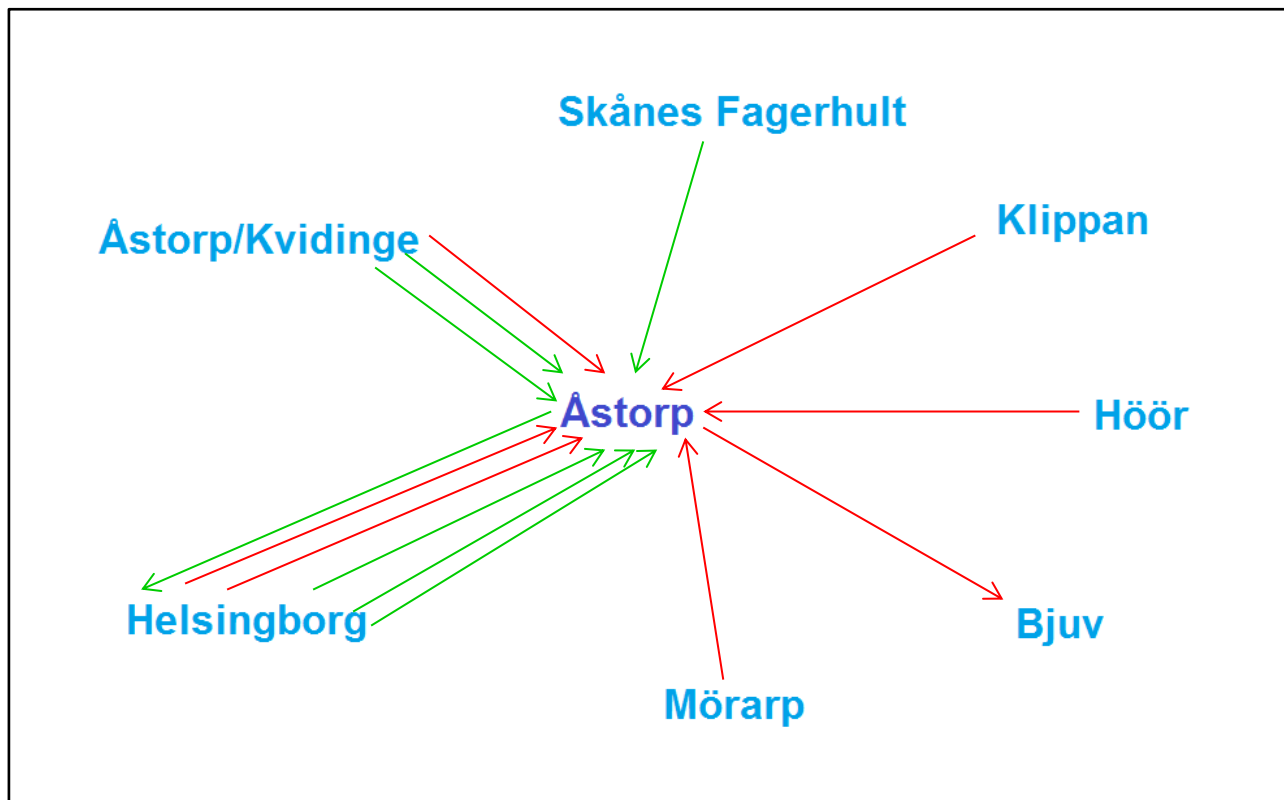 Skånes Fagerhult
Klippan
Åstorp/Kvidinge
Åstorp
Höör
Helsingborg
Bjuv
Mörarp